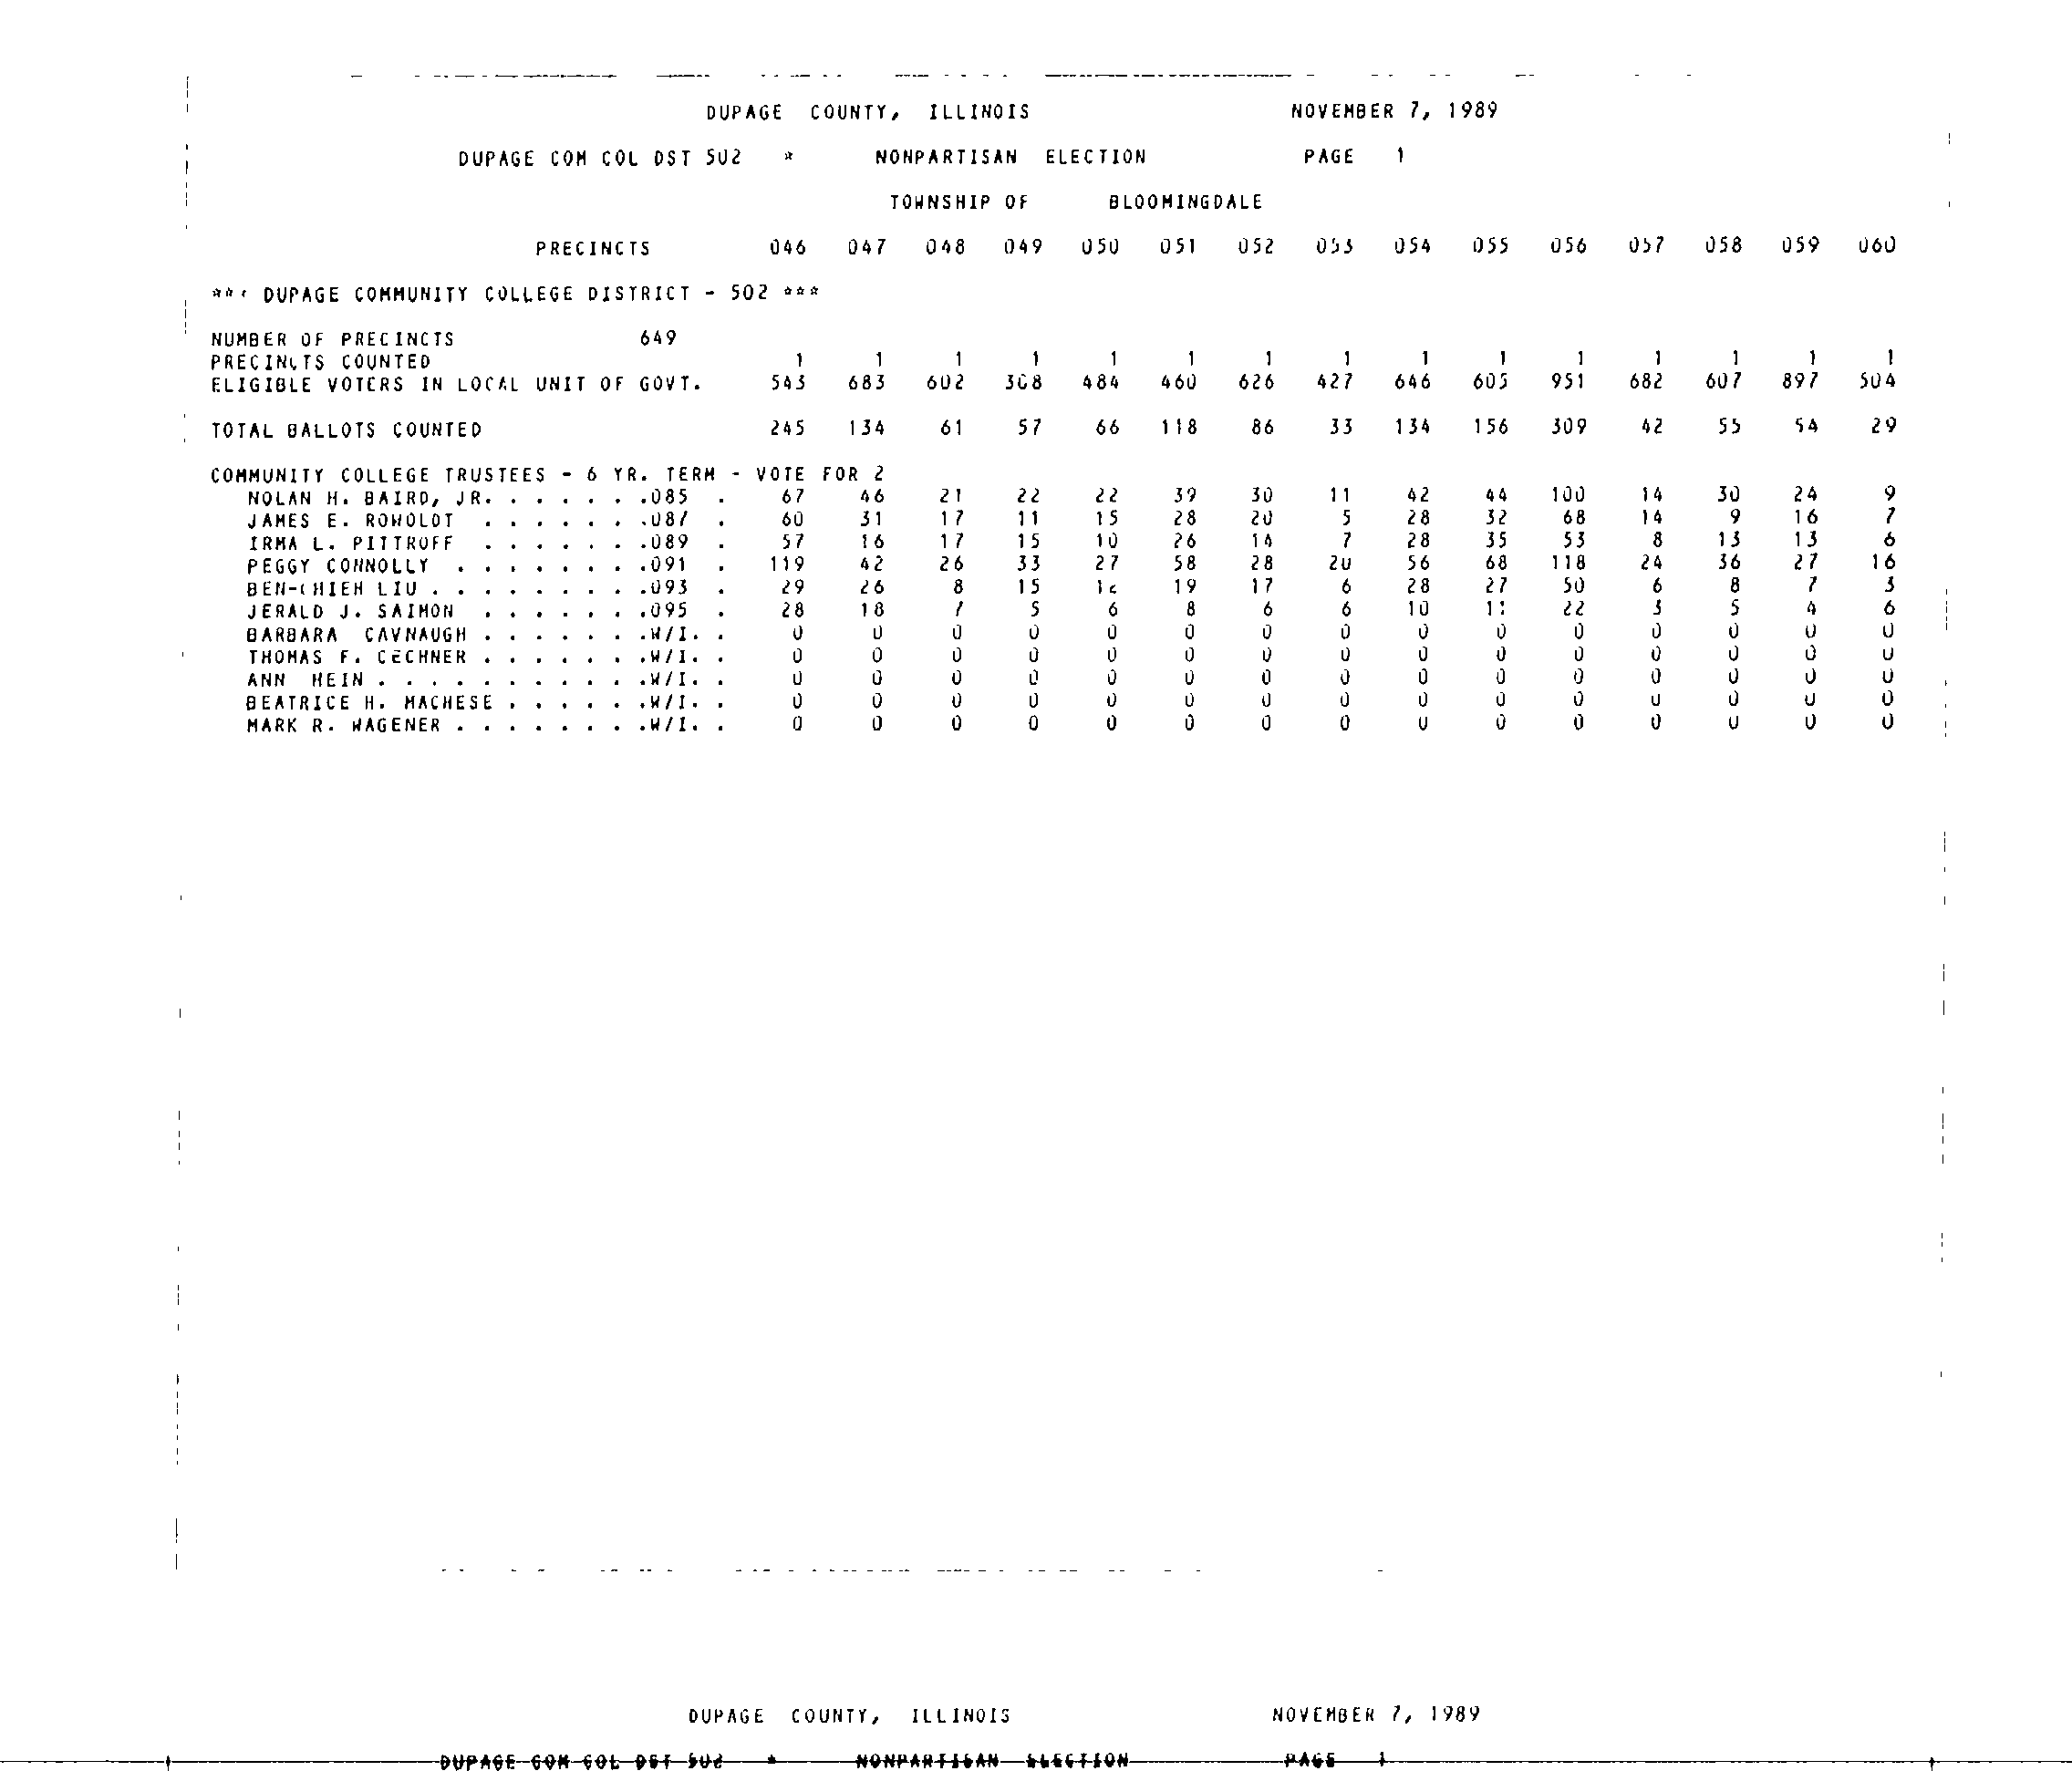 DUPAGE COUNTY, ILLINOIS NOVEMBER 7, 1989
DUPAGE COM COL DST 502 * NONPARTISAN ELECTION PAGE 1
TOWNSHIP OF BLOOMINGDALE
PRECINCTS 046 047 048 049 050 051 052 053 054 055 056 057 058 059 060
*** DUPAGE COMMUNITY COLLEGE DISTRICT - 502 ***
NUMBER OF PRECINCTS 649
PRECINCTS COUNTED 1 1 1 1 1 1 1 1 1 1 1 1 1 1 1
ELIGIBLE VOTERS IN LOCAL UNIT OF GOVT. 543 683 602 308 484 460 626 427 646 605 951 682 607 897 504
TOTAL BALLOTS COUNTED 245 134 61 57 66 118 86 33 134 156 309 42 55 54 29
COMMUNITY COLLEGE TRUSTEES - 6 YR. TERM - VOTE FOR 2
NOLAN H. BAIRD, JR. . . . . . .085 . 67 46 21 22 22 39 30 11 42 44 100 14 30 24 9
JAMES E. ROWOLDT . . . . . . .087 . 60 31 17 11 15 28 20 5 28 32 68 14 9 16 7
IRMA L. PITTROFF . . . . . . .089 . 57 16 17 15 10 26 14 7 28 35 53 8 13 13 6
PEGGY CONNOLLY . . . . . . . .091 . 119 42 26 33 27 58 28 20 56 68 118 24 36 27 16
BEN-CHIEH LIU . . . . . . . . .093 . 29 26 8 15 12 19 17 6 28 27 50 6 8 7 3
JERALD J. SAIMON . . . . . . .095 . 28 18 7 5 6 8 6 6 10 11 22 3 5 4 6
BARBARA CAVNAUGH . . . . . . .W/I. . 0 0 0 0 0 0 0 0 0 0 0 0 0 0 0
THOMAS F. CECHNER . . . . . . .W/I. . 0 0 0 0 0 0 0 0 0 0 0 0 0 0 0
ANN HEIN . . . . . . . . . . .W/I. . 0 0 0 0 0 0 0 0 0 0 0 0 0 0 0
BEATRICE H. MACHESE . . . . . .W/I. . 0 0 0 0 0 0 0 0 0 0 0 0 0 0 0
MARK R. WAGENER . . . . . . . .W/I. . 0 0 0 0 0 0 0 0 0 0 0 0 0 0 0
DUPAGE COUNTY, ILLINOIS NOVEMBER 7, 1989
DUPAGE COM COL DST 502 * NONPARTISAN ELECTION PAGE 1